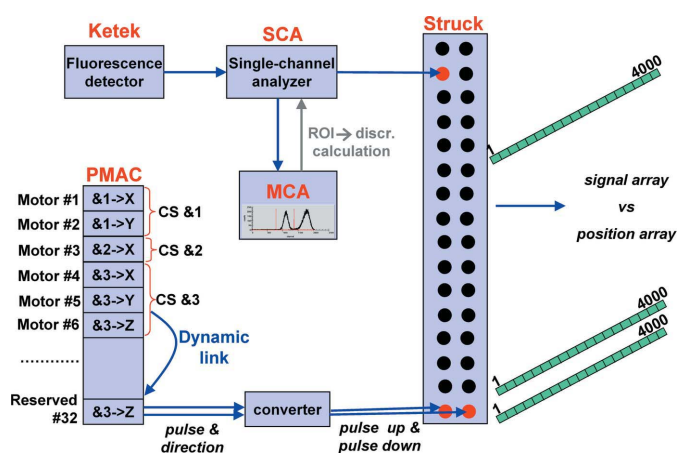 Ketek
SCA
Struck
Fluorescence
detector
Single-channel
analyzer
4000
1
ROI→discr.
calculation
PMAC
MCA
signal array
vs
position array
Motor #1
&1->X
Motor #2
&1->Y
CS &1
Motor #3
&2->X
CS &2
Motor #4
&3->X
Motor #5
&3->Y
CS &3
Motor #6
&3->Z
Dynamic
link
............
4000
4000
1
1
Reserved
#32
&3->Z
converter
pulse &
direction
pulse up &
pulse down